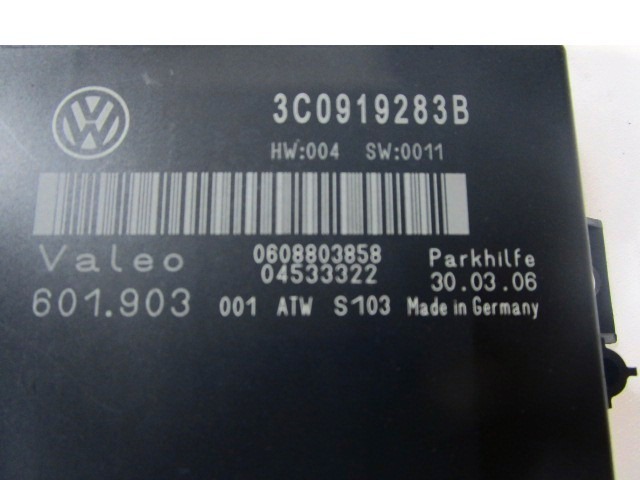 3C0919283B
HW:004 SW:0011
Valeo 0608803858 Parkhilfe
04533322 30.03.06
601.903 001 ATW S103 Made in Germany